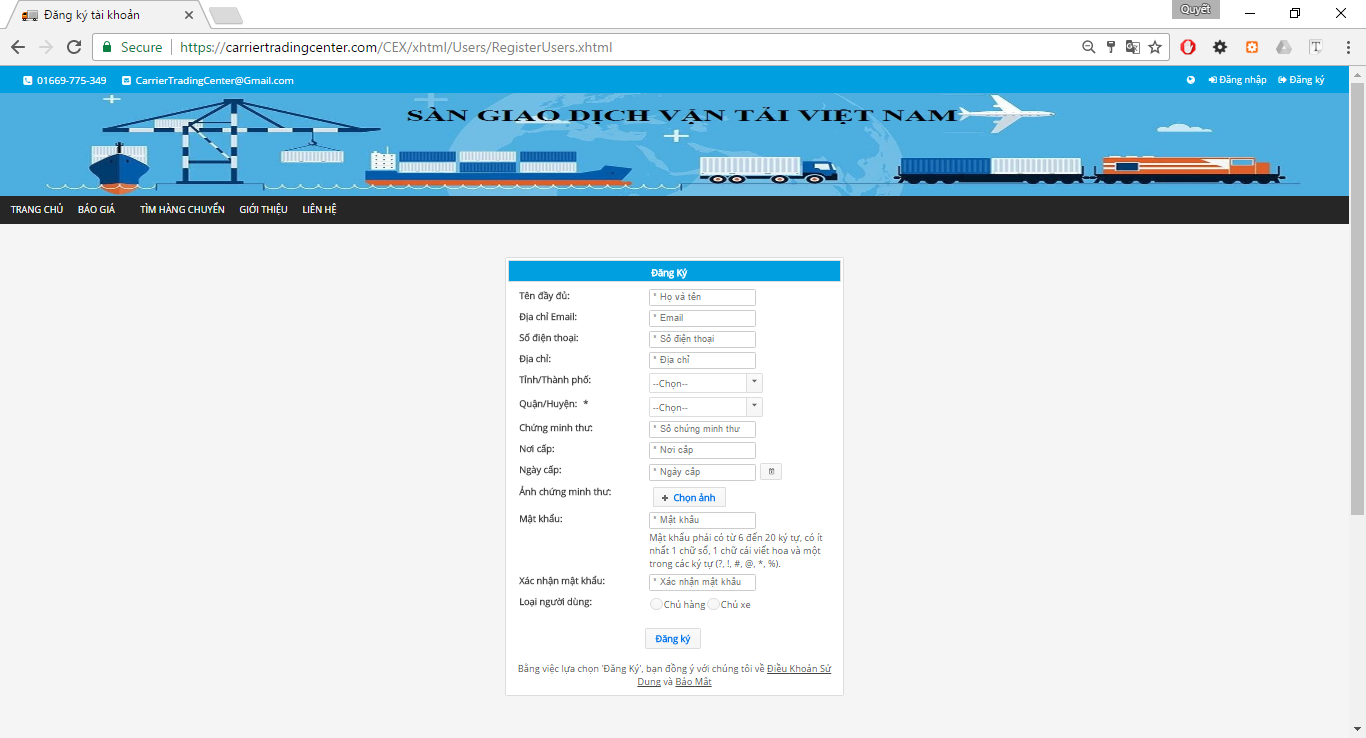 Quyết
Đăng ký tài khoản
Secure https://carriertradingcenter.com/CEX/xhtml/Users/RegisterUsers.xhtml
01669-775-349 CarrierTradingCenter@Gmail.com Đăng nhập Đăng ký
SÀN GIAO DỊCH VẬN TẢI VIỆT NAM
TRANG CHỦ BÁO GIÁ TÌM HÀNG CHUYỂN GIỚI THIỆU LIÊN HỆ
Đăng Ký
Tên đầy đủ: * Họ và tên
Địa chỉ Email: * Email
Số điện thoại: * Số điện thoại
Địa chỉ: * Địa chỉ
Tỉnh/Thành phố: --Chọn--
Quận/Huyện: * --Chọn--
Chứng minh thư: * Số chứng minh thư
Nơi cấp: * Nơi cấp
Ngày cấp: * Ngày cấp
Ảnh chứng minh thư: + Chọn ảnh
Mật khẩu: * Mật khẩu
Mật khẩu phải có từ 6 đến 20 ký tự, có ít
nhất 1 chữ số, 1 chữ cái viết hoa và một
trong các ký tự (?, !, #, @, *, %).
Xác nhận mật khẩu: * Xác nhận mật khẩu
Loại người dùng: Chủ hàng Chủ xe
Đăng ký
Bằng việc lựa chọn 'Đăng Ký', bạn đồng ý với chúng tôi về Điều Khoản Sử
Dụng và Bảo Mật